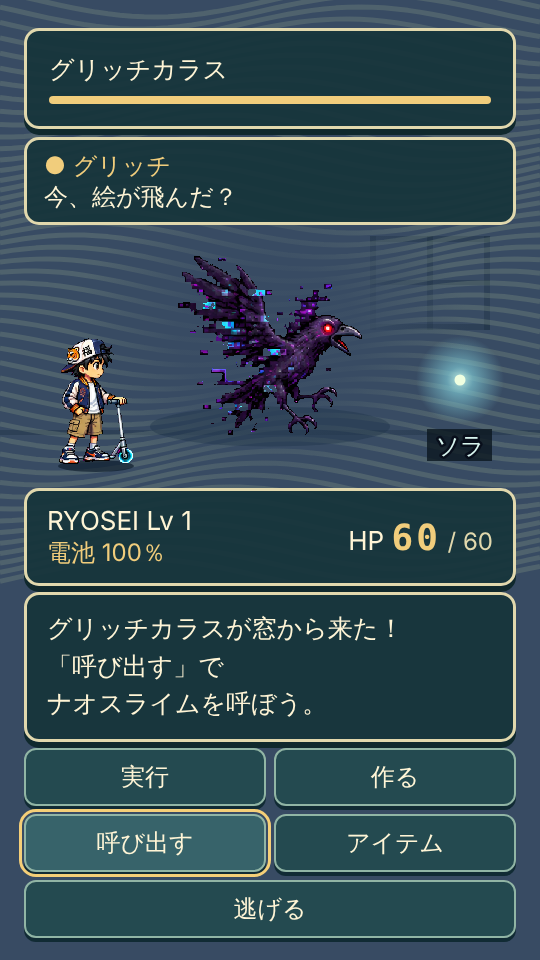 グリッチカラス
グリッチ
今、絵が飛んだ？
福
ソラ
RYOSEI Lv 1
電池 100％
HP 60 / 60
グリッチカラスが窓から来た！
「呼び出す」で
ナオスライムを呼ぼう。
実行
作る
呼び出す
アイテム
逃げる